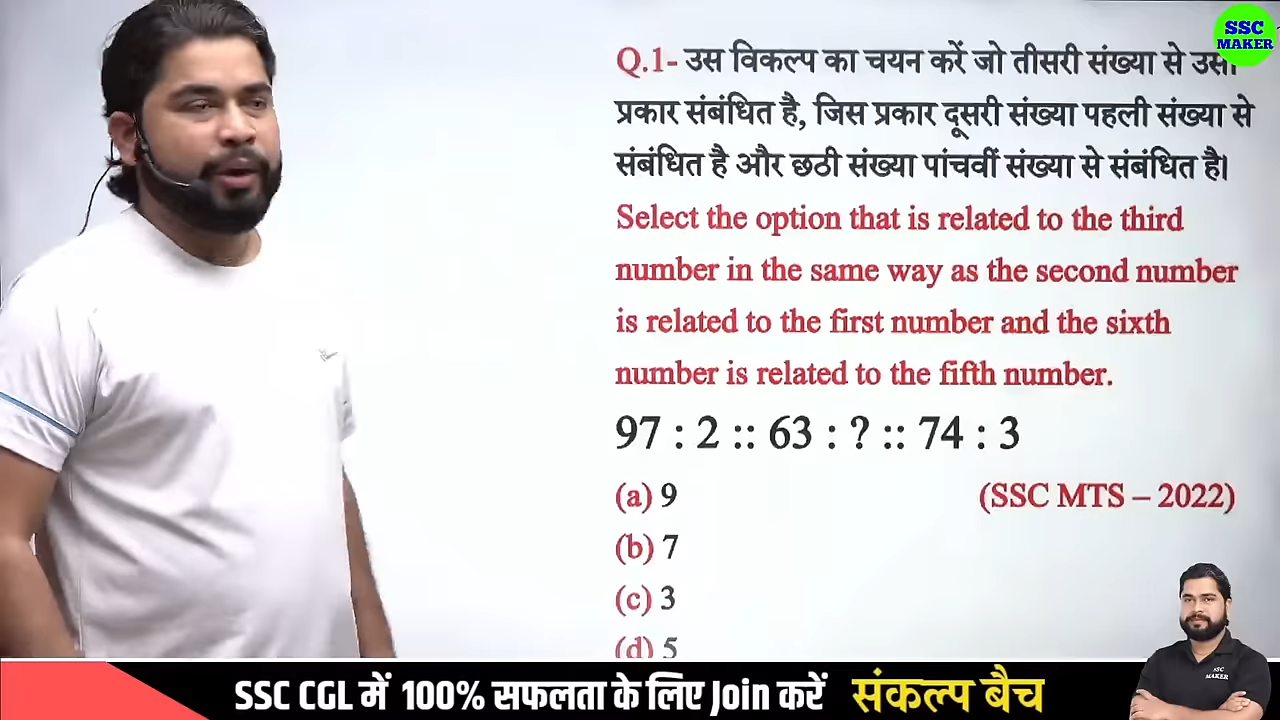 SSC
MAKER
Q.1- उस विकल्प का चयन करें जो तीसरी संख्या से उसी
प्रकार संबंधित है, जिस प्रकार दूसरी संख्या पहली संख्या से
संबंधित है और छठी संख्या पांचवीं संख्या से संबंधित है।
Select the option that is related to the third
number in the same way as the second number
is related to the first number and the sixth
number is related to the fifth number.
97 : 2 :: 63 : ? :: 74 : 3
(a) 9 (SSC MTS – 2022)
(b) 7
(c) 3
(d) 5
SSC
MAKER
SSC CGL में 100% सफलता के लिए Join करें संकल्प बैच